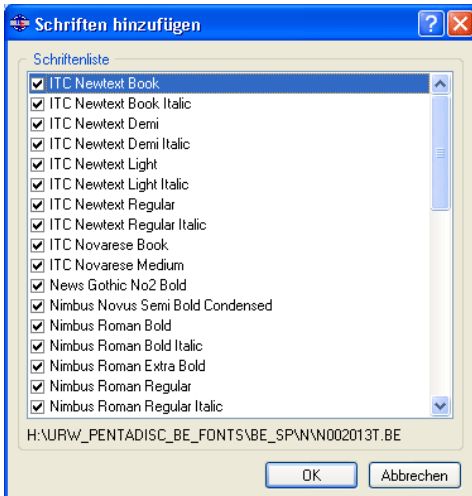 Schriften hinzufügen
Schriftenliste
ITC Newtext Book
ITC Newtext Book Italic
ITC Newtext Demi
ITC Newtext Demi Italic
ITC Newtext Light
ITC Newtext Light Italic
ITC Newtext Regular
ITC Newtext Regular Italic
ITC Novarese Book
ITC Novarese Medium
News Gothic No2 Bold
Nimbus Novus Semi Bold Condensed
Nimbus Roman Bold
Nimbus Roman Bold Italic
Nimbus Roman Extra Bold
Nimbus Roman Regular
Nimbus Roman Regular Italic
H:\URW_PENTADISC_BE_FONTS\BE_SP\N\N002013T.BE
OK Abbrechen